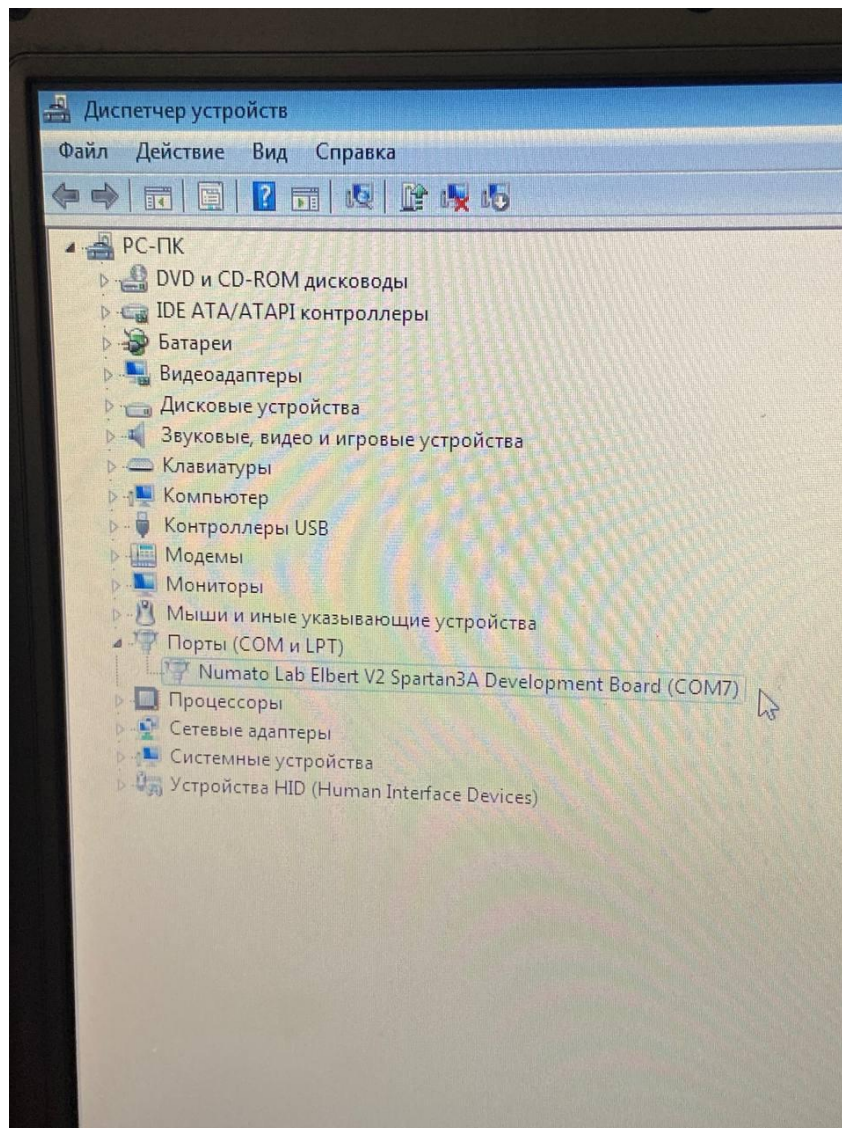 Диспетчер устройств
Файл Действие Вид Справка
РС-ПК
DVD и CD-ROM дисководы
IDE ATA/ATAPI контроллеры
Батареи
Видеоадаптеры
Дисковые устройства
Звуковые, видео и игровые устройства
Клавиатуры
Компьютер
Контроллеры USB
Модемы
Мониторы
Мыши и иные указывающие устройства
Порты (COM и LPT)
Numato Lab Elbert V2 Spartan3A Development Board (COM7)
Процессоры
Сетевые адаптеры
Системные устройства
Устройства HID (Human Interface Devices)